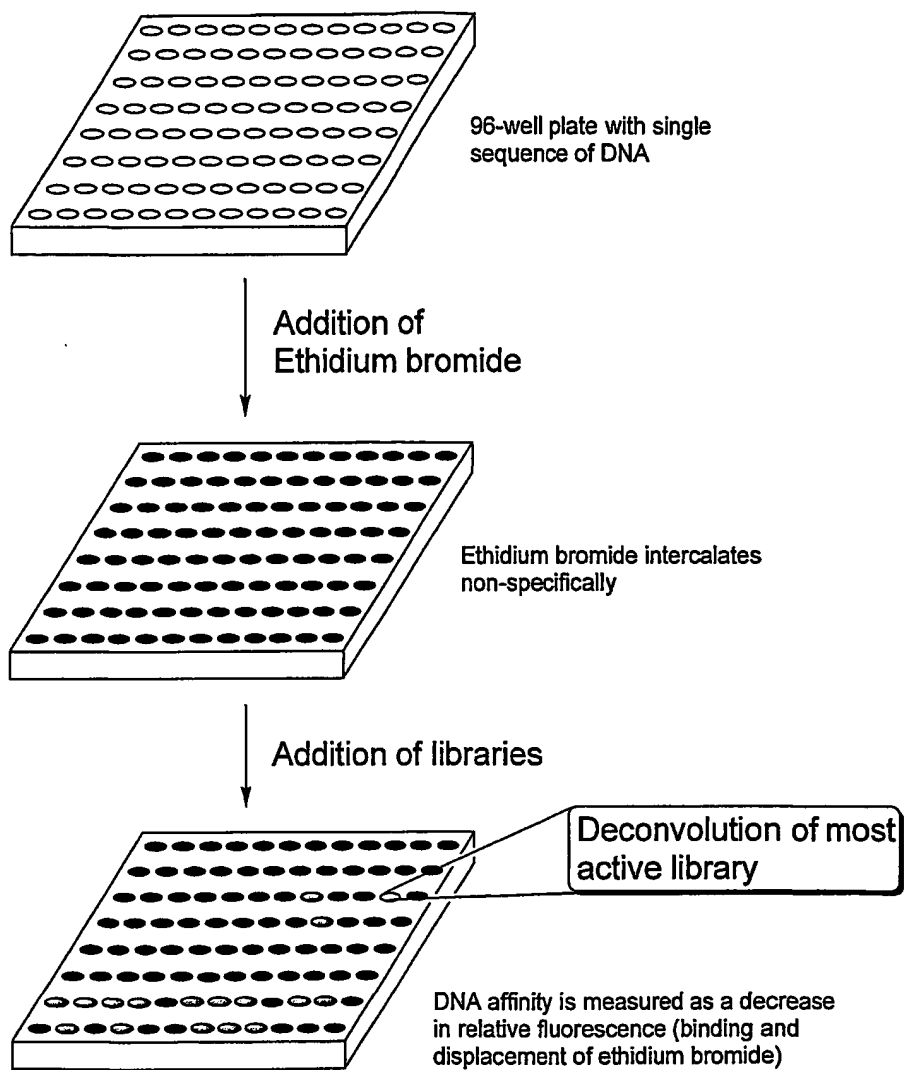 96-well plate with single
sequence of DNA
Addition of
Ethidium bromide
Ethidium bromide intercalates
non-specifically
Addition of libraries
Deconvolution of most
active library
DNA affinity is measured as a decrease
in relative fluorescence (binding and
displacement of ethidium bromide)